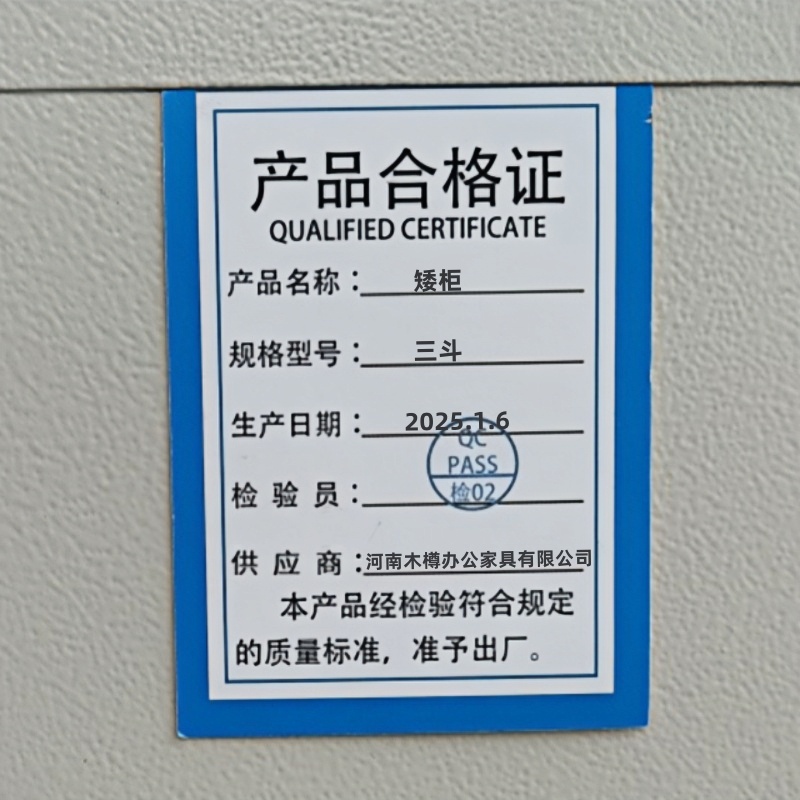 产品合格证
QUALIFIED CERTIFICATE
产品名称：矮柜
规格型号：三斗
生产日期：2025.1.6
QC
PASS
检验员：检02
供应商：河南木樽办公家具有限公司
本产品经检验符合规定
的质量标准，准予出厂。